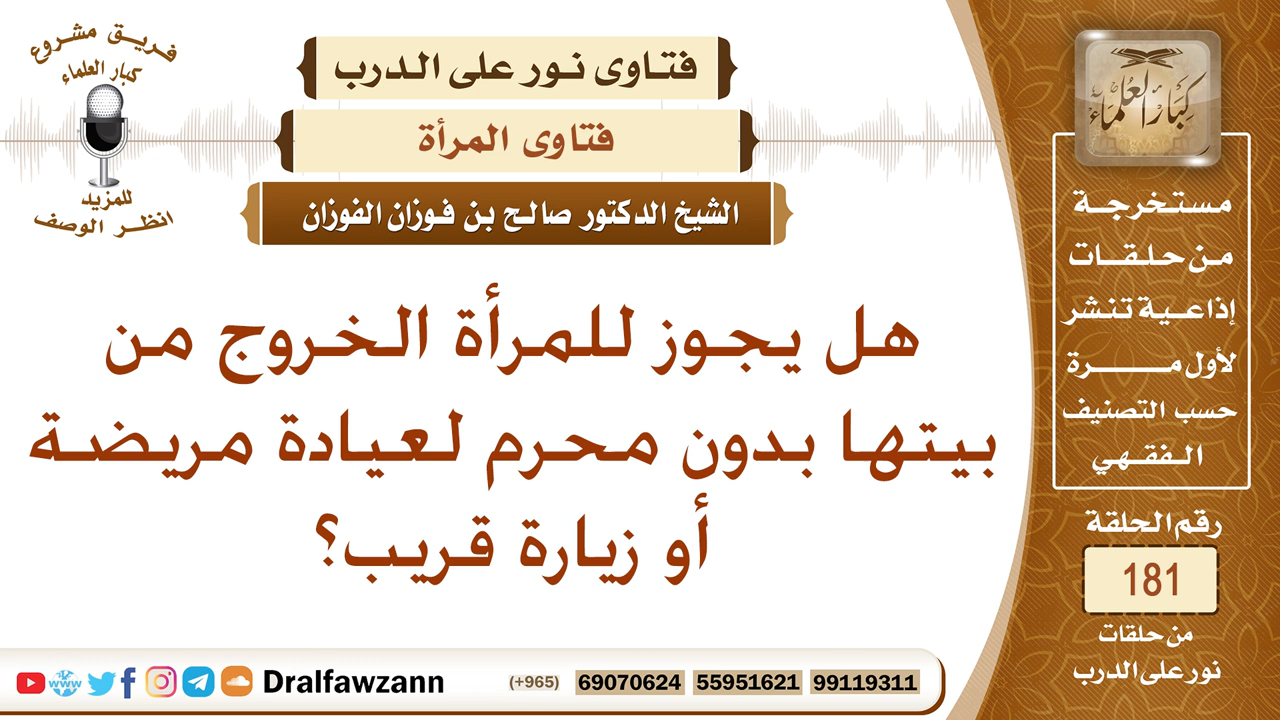 فريق مشروع
كبار العلماء
للمزيد
انظر الوصف
فتاوى نور على الدرب
فتاوى المرأة
الشيخ الدكتور صالح بن فوزان الفوزان
هل يجوز للمرأة الخروج من
بيتها بدون محرم لعيادة مريضة
أو زيارة قريب؟
كبار العلماء
مستخرجة
من حلقات
إذاعية تنشر
لأول مرة
حسب التصنيف
الفقهي
رقم الحلقة
181
من حلقات
نور على الدرب
www Dralfawzann (+965) 69070624 55951621 99119311